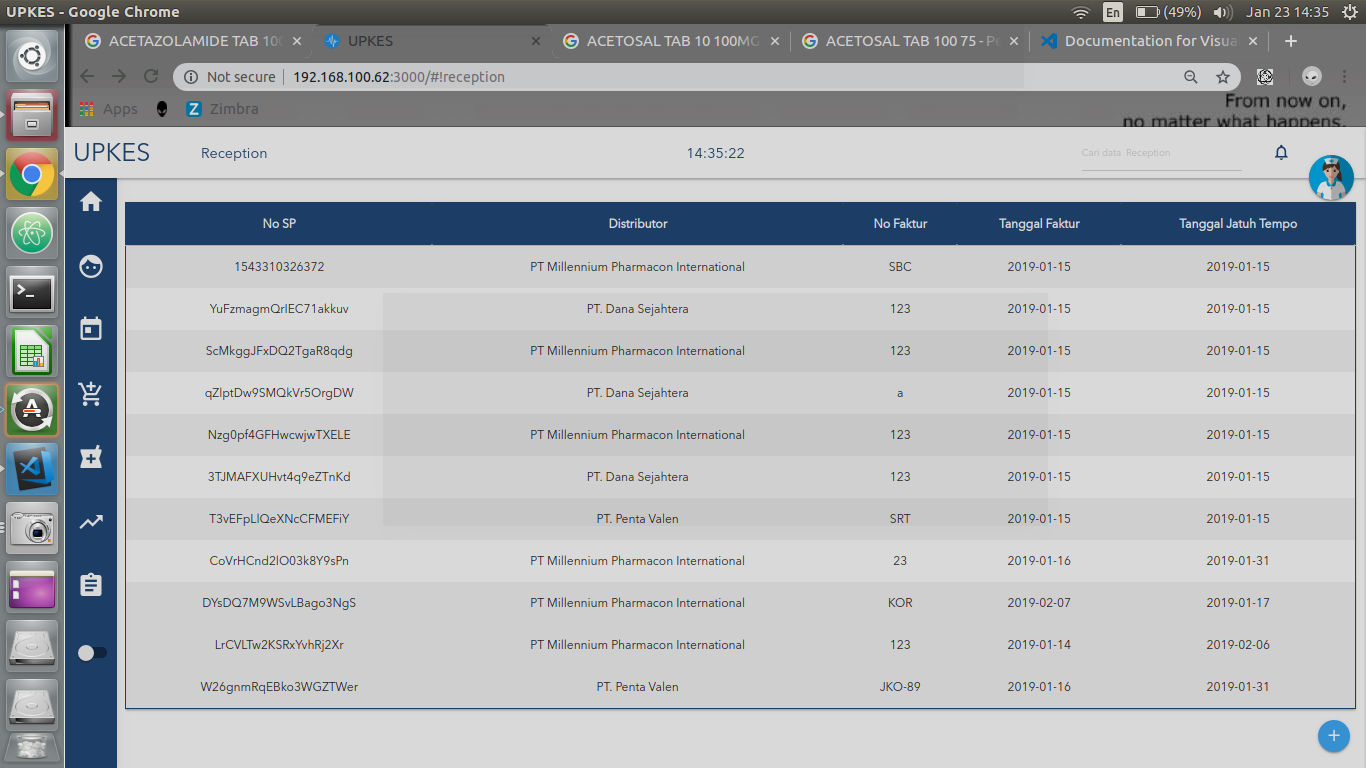 UPKES - Google Chrome
En (49%) Jan 23 14:35
ACETAZOLAMIDE TAB 10
UPKES
ACETOSAL TAB 10 100MG
ACETOSAL TAB 100 75 - P
Documentation for Visua
Not secure 192.168.100.62:3000/#!reception
Apps Z Zimbra
From now on,
no matter what happens.
UPKES Reception 14:35:22 Cari data Reception
No SP Distributor No Faktur Tanggal Faktur Tanggal Jatuh Tempo
1543310326372 PT Millennium Pharmacon International SBC 2019-01-15 2019-01-15
YuFzmagmQrlEC71akkuv PT. Dana Sejahtera 123 2019-01-15 2019-01-15
ScMkggJFxDQ2TgaR8qdg PT Millennium Pharmacon International 123 2019-01-15 2019-01-15
qZlptDw9SMQkVr5OrgDW PT. Dana Sejahtera a 2019-01-15 2019-01-15
Nzg0pf4GFHwcwjwTXELE PT Millennium Pharmacon International 123 2019-01-15 2019-01-15
3TJMAFXUHvt4q9eZTnKd PT. Dana Sejahtera 123 2019-01-15 2019-01-15
T3vEFpLlQeXNcCFMEFiY PT. Penta Valen SRT 2019-01-15 2019-01-15
CoVrHCnd2lO03k8Y9sPn PT Millennium Pharmacon International 23 2019-01-16 2019-01-31
DYsDQ7M9WSvLBago3NgS PT Millennium Pharmacon International KOR 2019-02-07 2019-01-17
LrCVLTw2KSRxYvhRj2Xr PT Millennium Pharmacon International 123 2019-01-14 2019-02-06
W26gnmRqEBko3WGZTWer PT. Penta Valen JKO-89 2019-01-16 2019-01-31